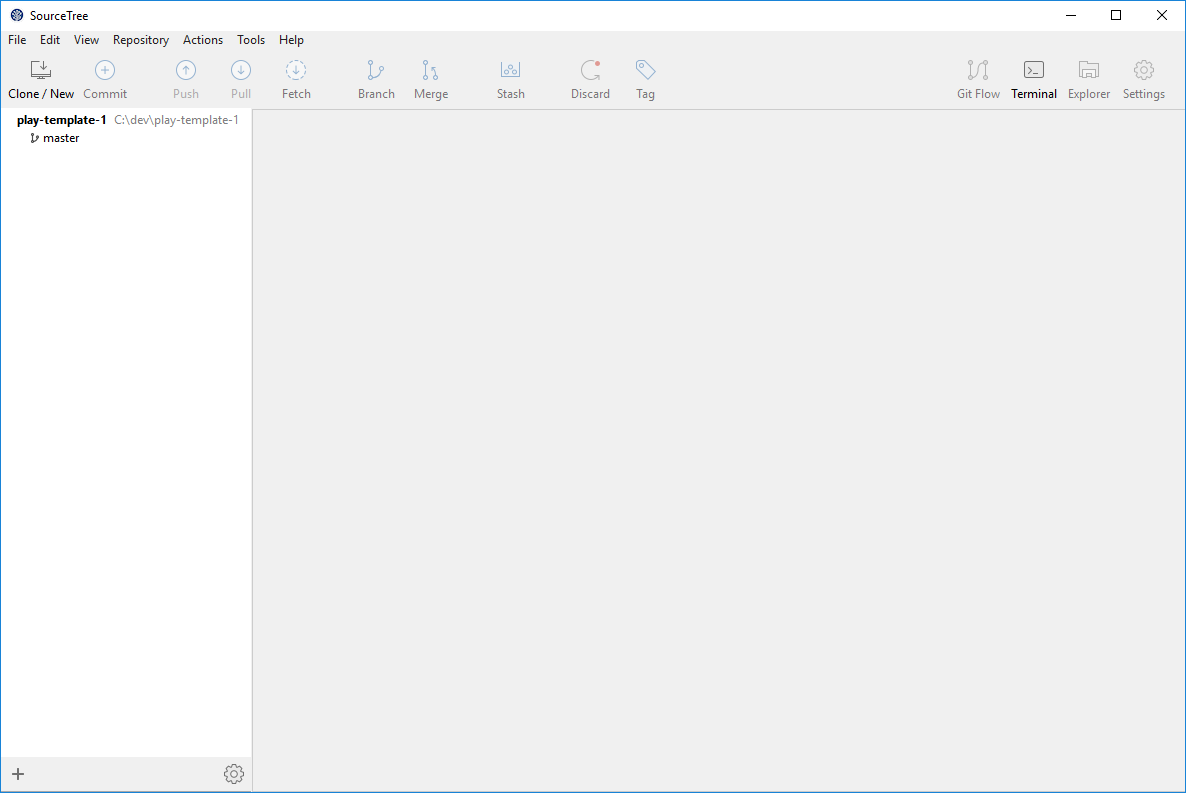 SourceTree
File Edit View Repository Actions Tools Help
Clone / New Commit Push Pull Fetch Branch Merge Stash Discard Tag Git Flow Terminal Explorer Settings
play-template-1 C:\dev\play-template-1
master